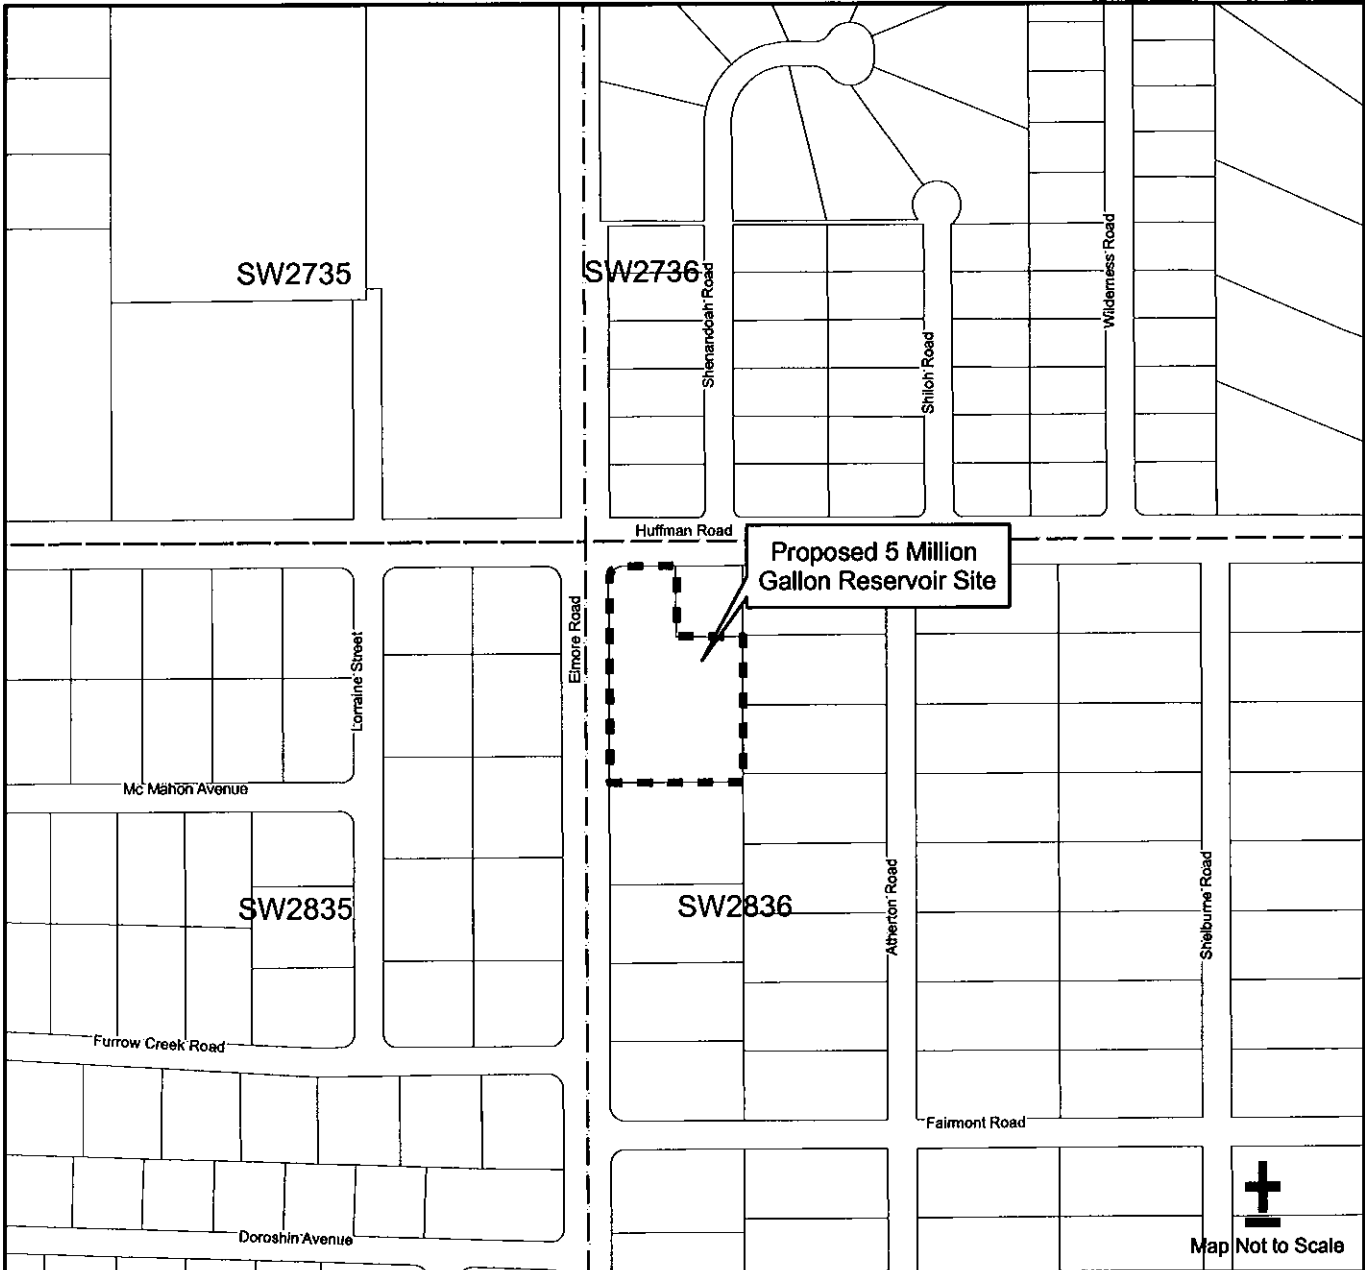 SW2735
SW2736
Shenandoah Road
Shiloh Road
Wilderness Road
Huffman Road
Proposed 5 Million
Gallon Reservoir Site
Elmore Road
Lorraine Street
Mc Mahon Avenue
SW2835
SW2836
Atherton Road
Shelburne Road
Furrow Creek Road
Fairmont Road
Doroshin Avenue
Map Not to Scale